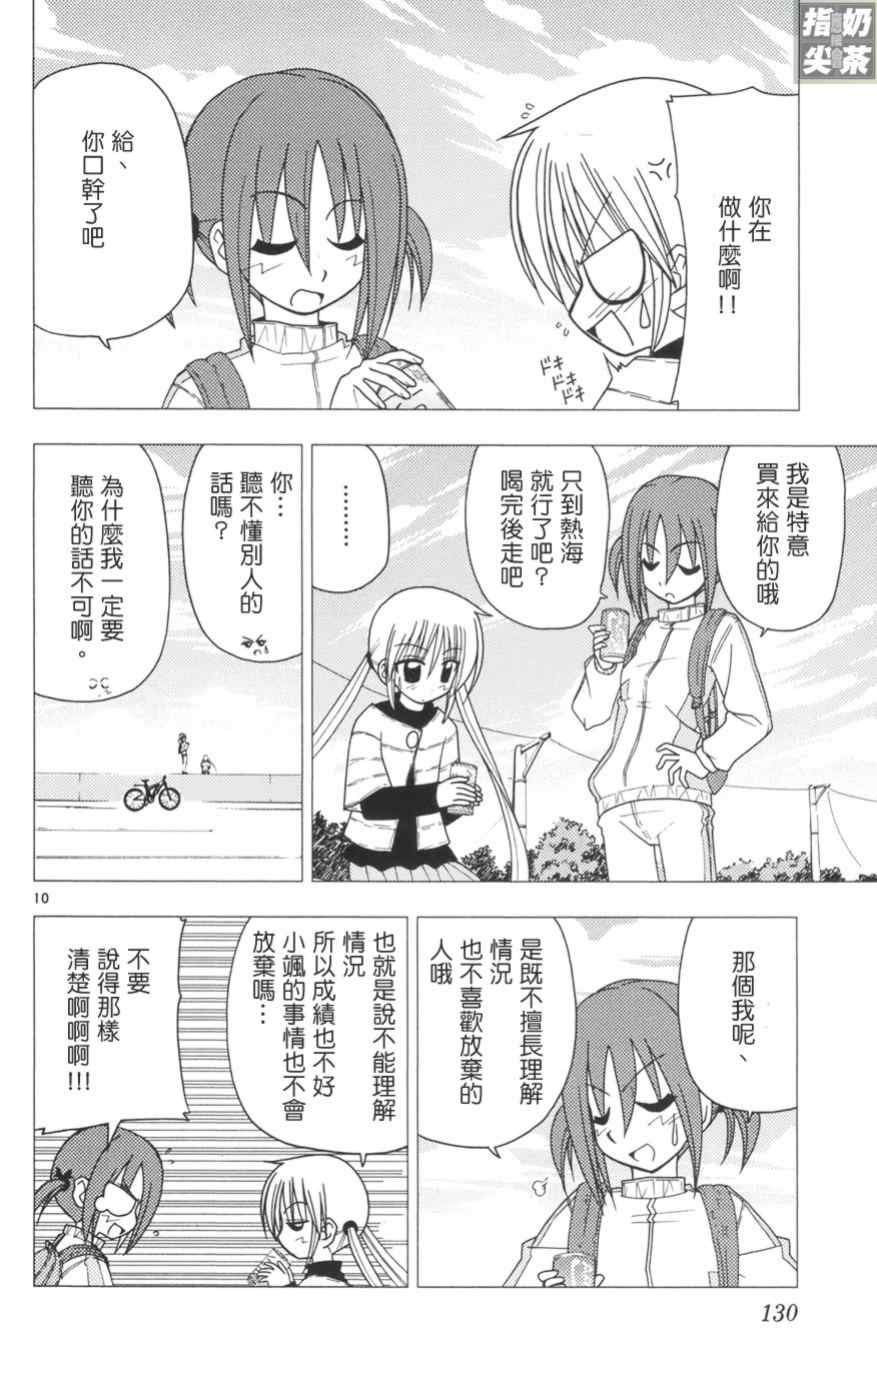 你在
做什麼啊!!
給、
你口幹了吧
ドキ
ドキ
ドキ
我是特意
買來給你的哦
只到熱海
就行了吧？
喝完後走吧
………
你…
聽不懂別人的
話嗎？
為什麼我一定要
聽你的話不可啊。
10
那個我呢、
是既不擅長理解
情況
也不喜歡放棄的
人哦
也就是說不能理解
情況
所以成績也不好
小颯的事情也不會
放棄嗎…
不要
說得那樣
清楚啊啊啊!!!
130
指尖
奶茶